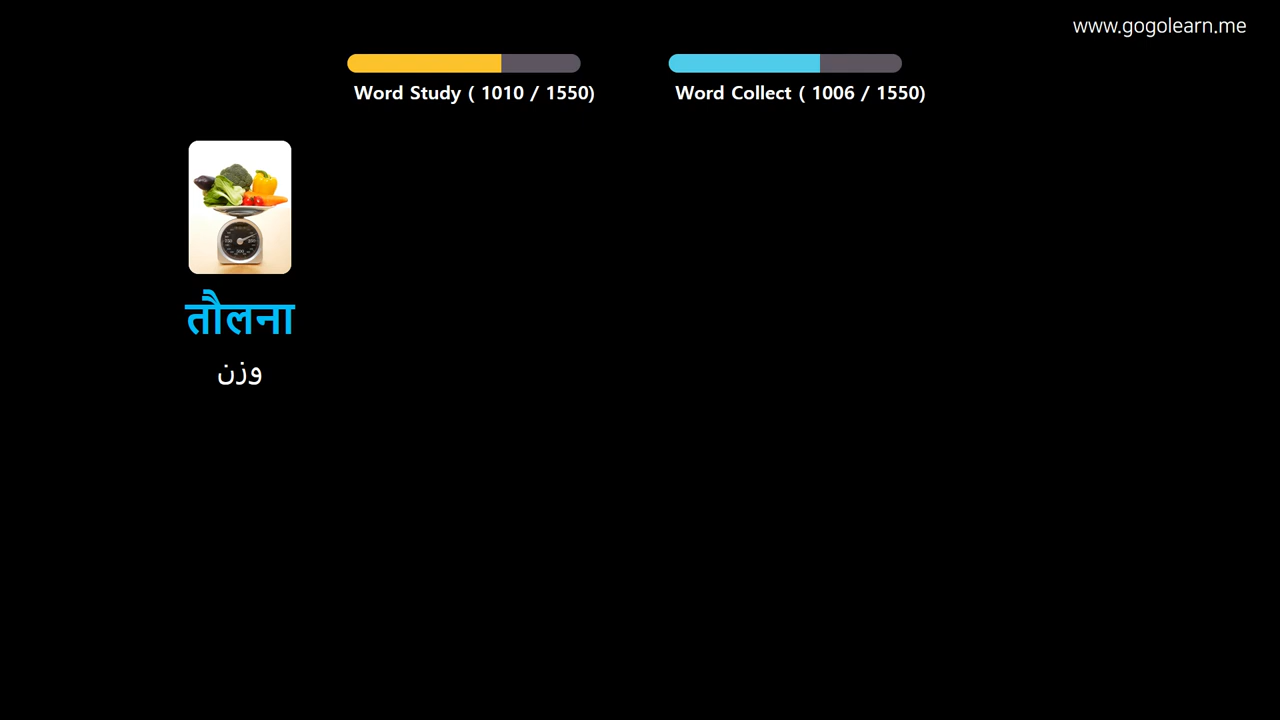 www.gogolearn.me
Word Study ( 1010 / 1550)
Word Collect ( 1006 / 1550)
तौलना
وزن